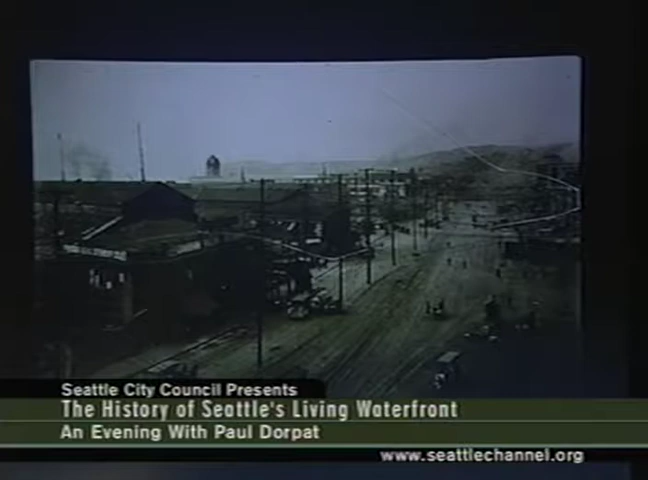 Seattle City Council Presents
The History of Seattle's Living Waterfront
An Evening With Paul Dorpat
www.seattlechannel.org